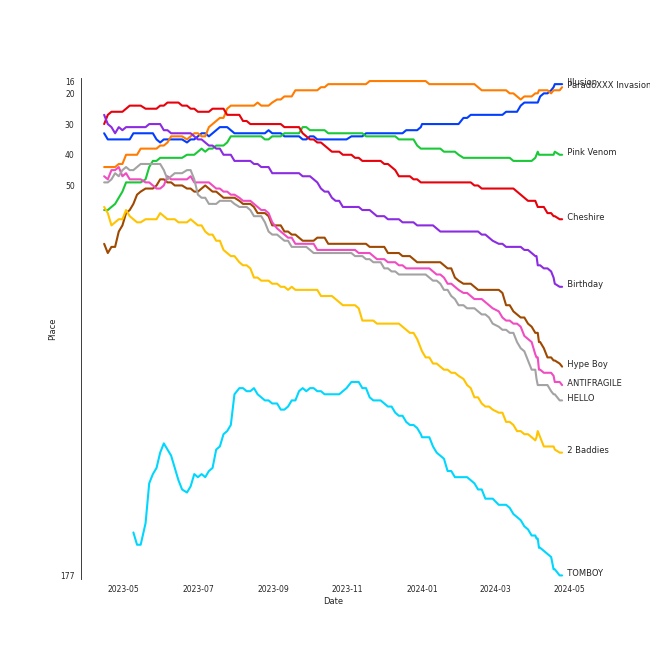 16
20
30
40
50
177
Place
Illusion
ParadoXXX Invasion
Pink Venom
Cheshire
Birthday
Hype Boy
ANTIFRAGILE
HELLO
2 Baddies
TOMBOY
2023-05
2023-07
2023-09
2023-11
2024-01
2024-03
2024-05
Date